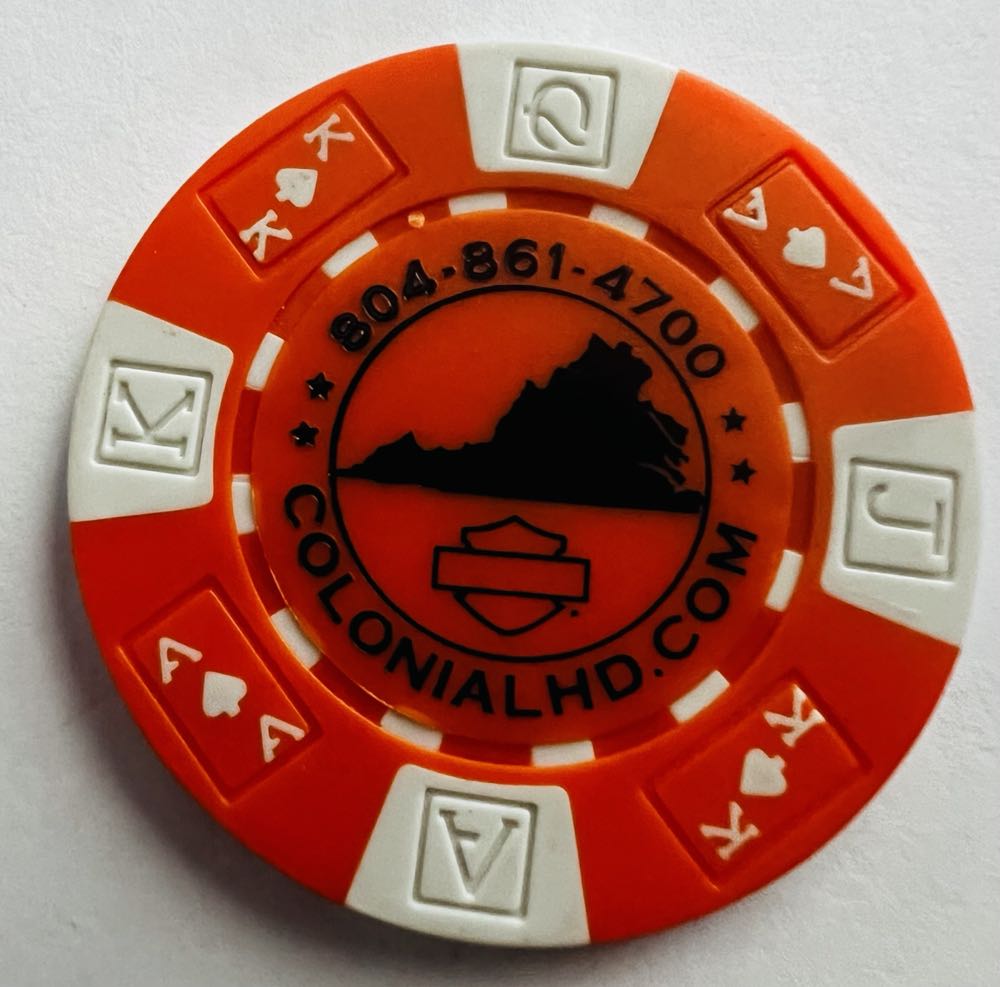 804-861-4700
COLONIALHD.COM
Q
A A
J
K K
A
A A
K
K K